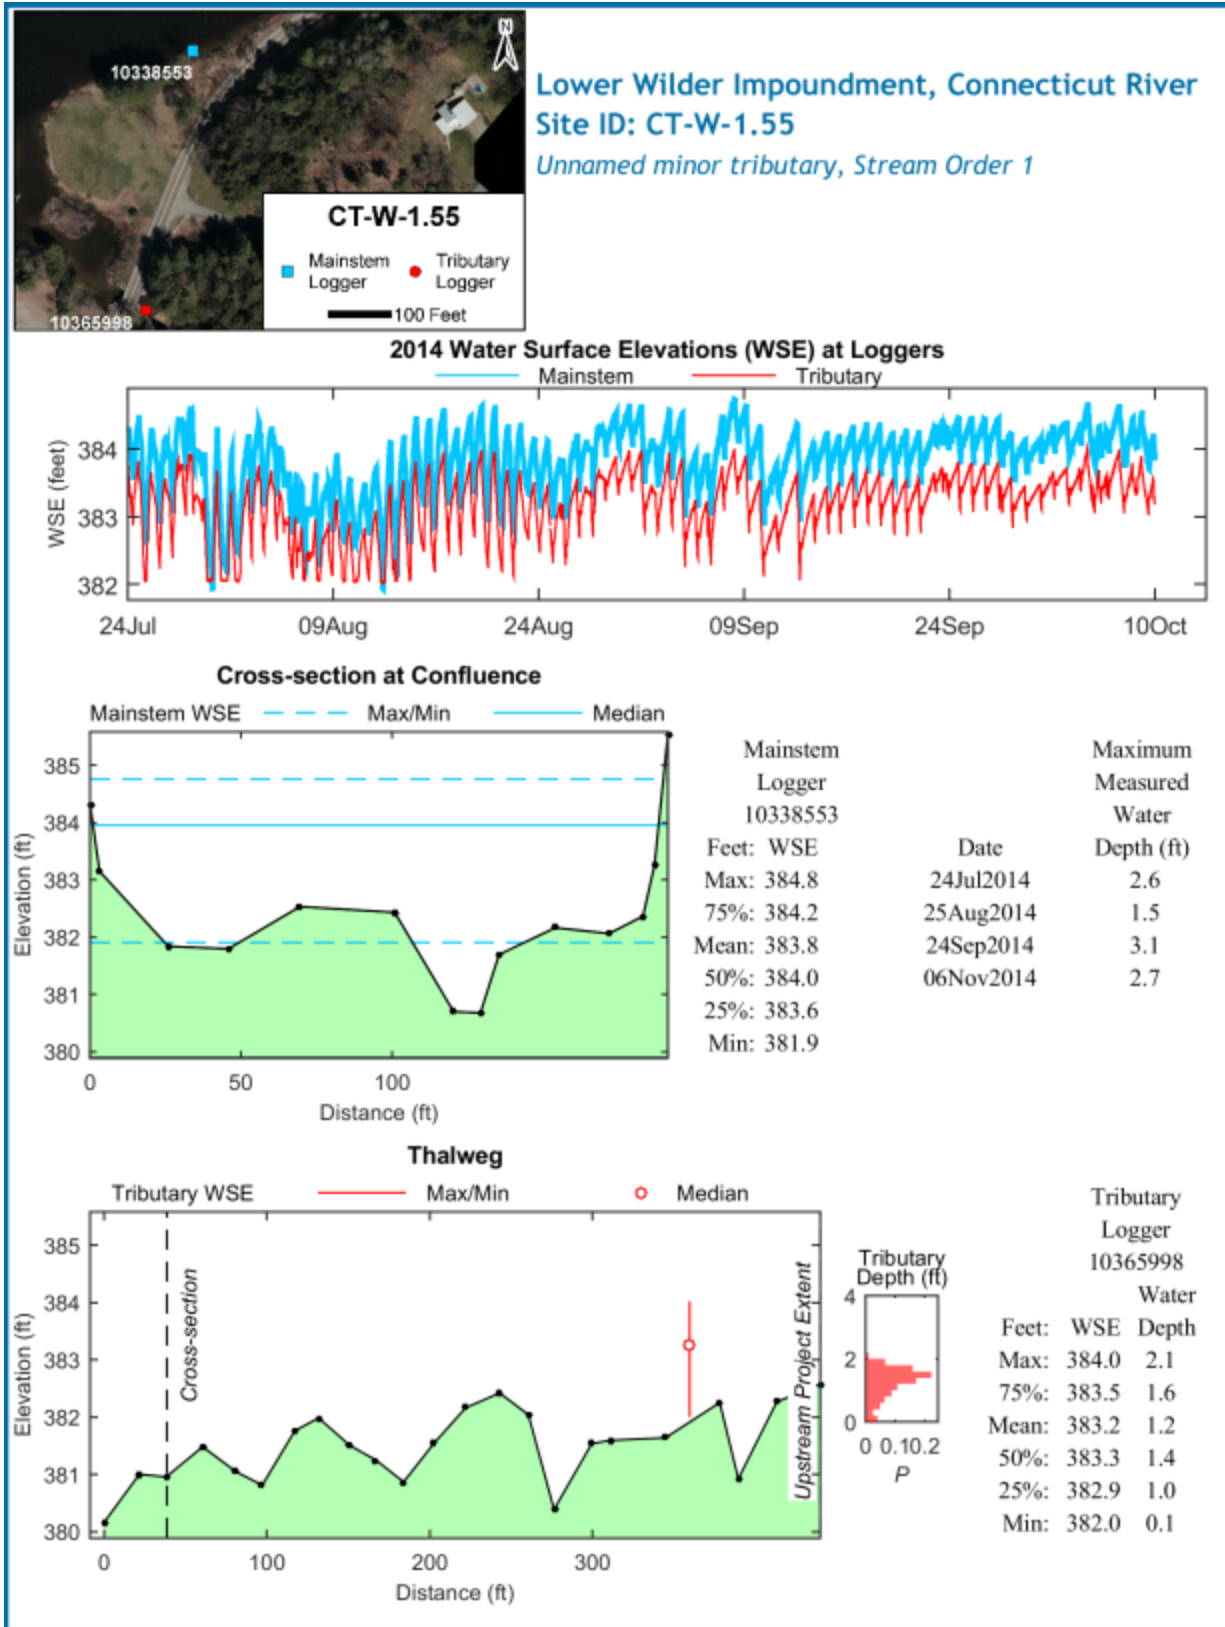 N
10338553
10365998
CT-W-1.55
Mainstem Logger
Tributary Logger
100 Feet
Lower Wilder Impoundment, Connecticut River
Site ID: CT-W-1.55
Unnamed minor tributary, Stream Order 1
2014 Water Surface Elevations (WSE) at Loggers
Mainstem Tributary
WSE (feet)
384
383
382
24Jul 09Aug 24Aug 09Sep 24Sep 10Oct
Cross-section at Confluence
Mainstem WSE Max/Min Median
Elevation (ft)
385
384
383
382
381
380
0 50 100
Distance (ft)
Mainstem
Logger
10338553
Feet: WSE
Max: 384.8
75%: 384.2
Mean: 383.8
50%: 384.0
25%: 383.6
Min: 381.9
Maximum
Measured
Water
Date Depth (ft)
24Jul2014 2.6
25Aug2014 1.5
24Sep2014 3.1
06Nov2014 2.7
Thalweg
Tributary WSE Max/Min Median
Elevation (ft)
385
384
383
382
381
380
Cross-section
Upstream Project Extent
0 100 200 300
Distance (ft)
Tributary
Depth (ft)
4
2
0
0 0.1 0.2
P
Tributary
Logger
10365998
Water
Feet: WSE Depth
Max: 384.0 2.1
75%: 383.5 1.6
Mean: 383.2 1.2
50%: 383.3 1.4
25%: 382.9 1.0
Min: 382.0 0.1